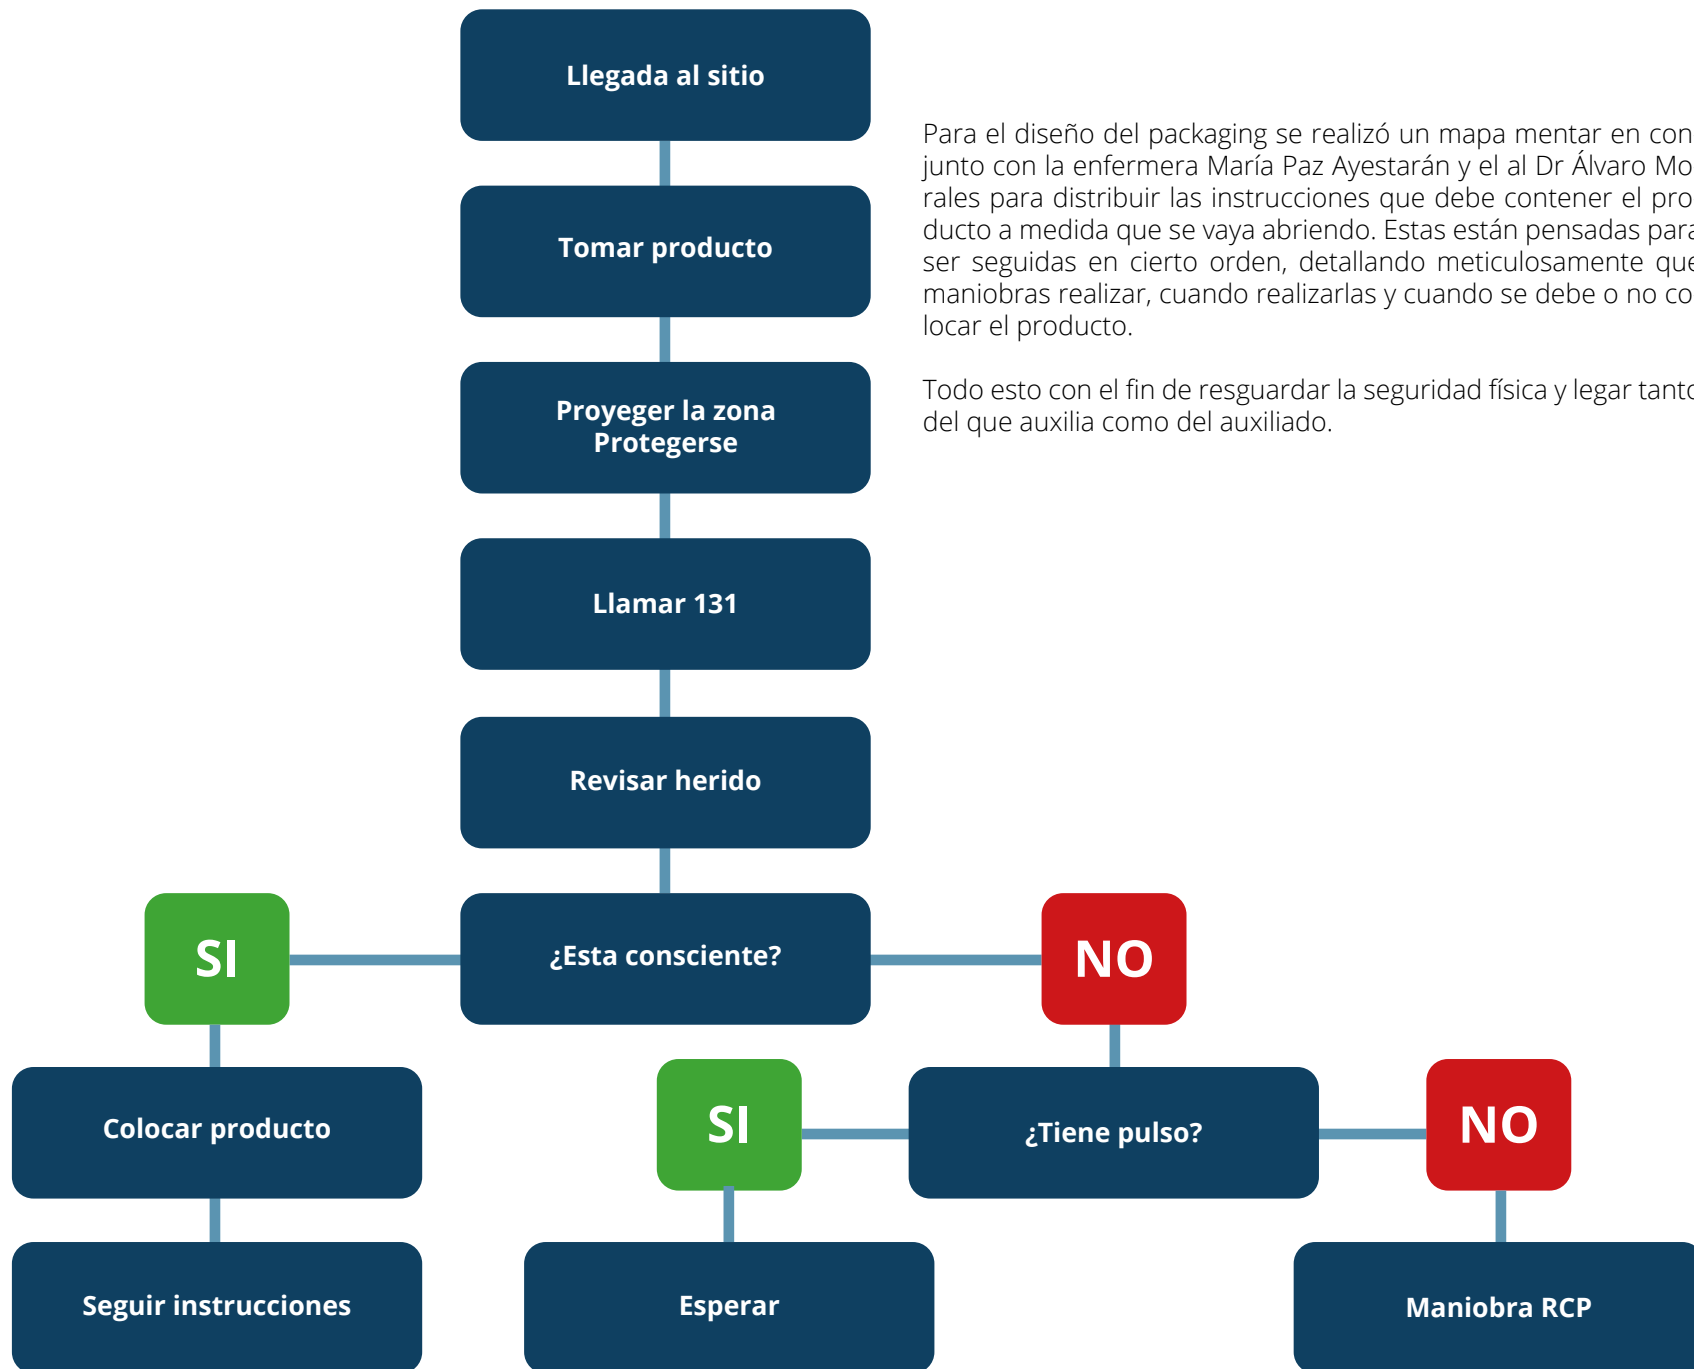 Llegada al sitio
Para el diseño del packaging se realizó un mapa mentar en con
junto con la enfermera María Paz Ayestarán y el al Dr Álvaro Mo
rales para distribuir las instrucciones que debe contener el pro
ducto a medida que se vaya abriendo. Estas están pensadas para
ser seguidas en cierto orden, detallando meticulosamente que
maniobras realizar, cuando realizarlas y cuando se debe o no co
locar el producto.
Todo esto con el fin de resguardar la seguridad física y legar tanto
del que auxilia como del auxiliado.
Tomar producto
Proyeger la zona
Protegerse
Llamar 131
Revisar herido
SI
¿Esta consciente?
NO
Colocar producto
SI
¿Tiene pulso?
NO
Seguir instrucciones
Esperar
Maniobra RCP